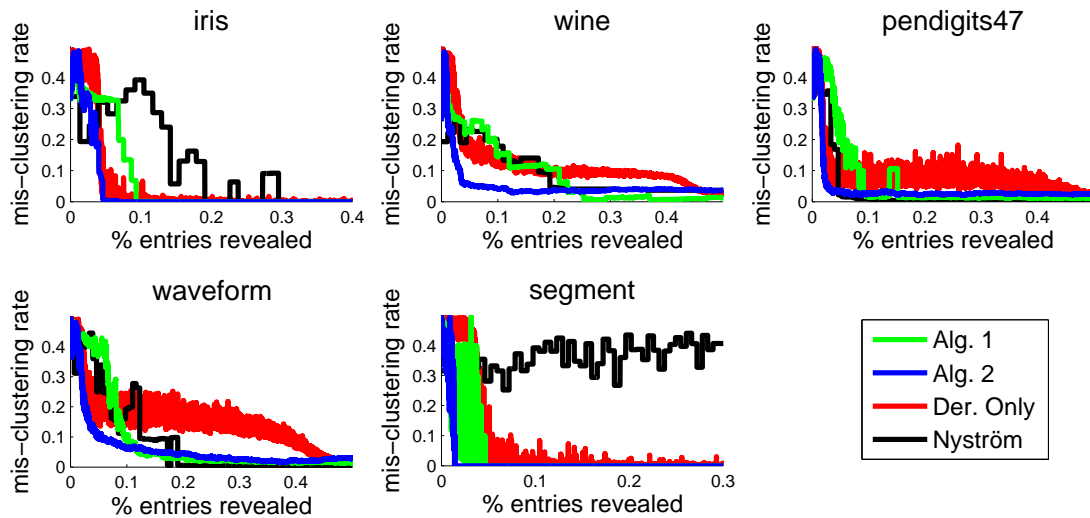 iris
mis−clustering rate
0.4
0.3
0.2
0.1
0
0 0.1 0.2 0.3 0.4
% entries revealed
wine
mis−clustering rate
0.4
0.3
0.2
0.1
0
0 0.1 0.2 0.3 0.4
% entries revealed
pendigits47
mis−clustering rate
0.4
0.3
0.2
0.1
0
0 0.1 0.2 0.3 0.4
% entries revealed
waveform
mis−clustering rate
0.4
0.3
0.2
0.1
0
0 0.1 0.2 0.3 0.4
% entries revealed
segment
mis−clustering rate
0.4
0.3
0.2
0.1
0
0 0.1 0.2 0.3
% entries revealed
Alg. 1
Alg. 2
Der. Only
Nyström